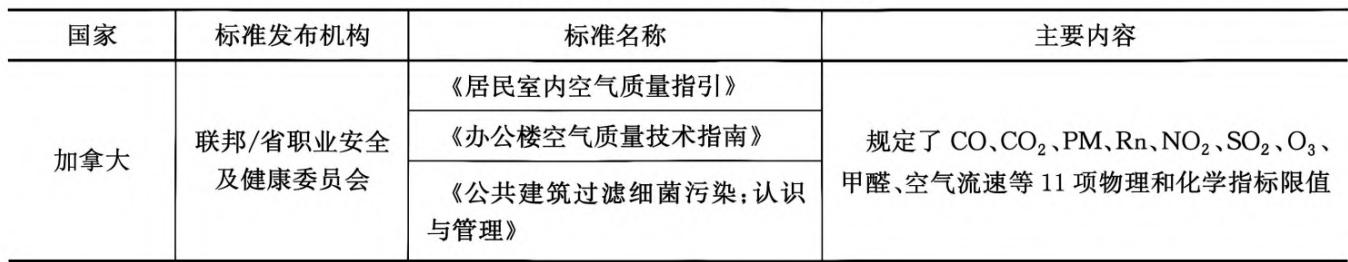 国家 标准发布机构 标准名称 主要内容
加拿大
联邦/省职业安全
及健康委员会
《居民室内空气质量指引》
《办公楼空气质量技术指南》
《公共建筑过滤细菌污染:认识
与管理》
规定了 CO、CO₂、PM、Rn、NO₂、SO₂、O₃、
甲醛、空气流速等 11 项物理和化学指标限值